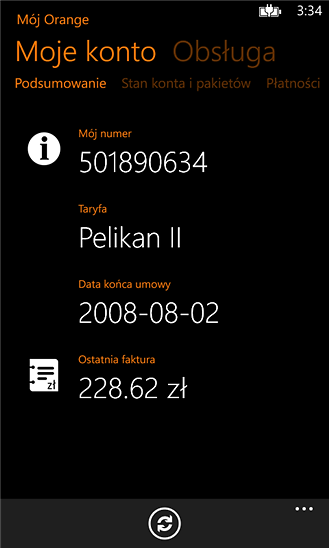 3:34
Mój Orange
Moje konto Obsługa
Podsumowanie Stan konta i pakietów Płatności
Mój numer
501890634
Taryfa
Pelikan II
Data końca umowy
2008-08-02
Ostatnia faktura
zł
228.62 zł